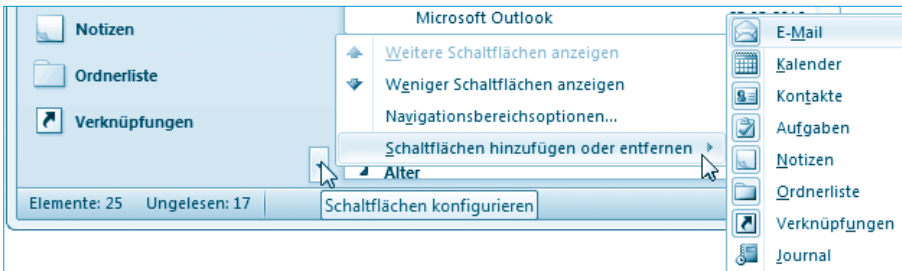 Notizen
Ordnerliste
Verknüpfungen
Elemente: 25 Ungelesen: 17
Microsoft Outlook
Weitere Schaltflächen anzeigen
Weniger Schaltflächen anzeigen
Navigationsbereichsoptionen...
Schaltflächen hinzufügen oder entfernen
Älter
Schaltflächen konfigurieren
E-Mail
Kalender
Kontakte
Aufgaben
Notizen
Ordnerliste
Verknüpfungen
Journal